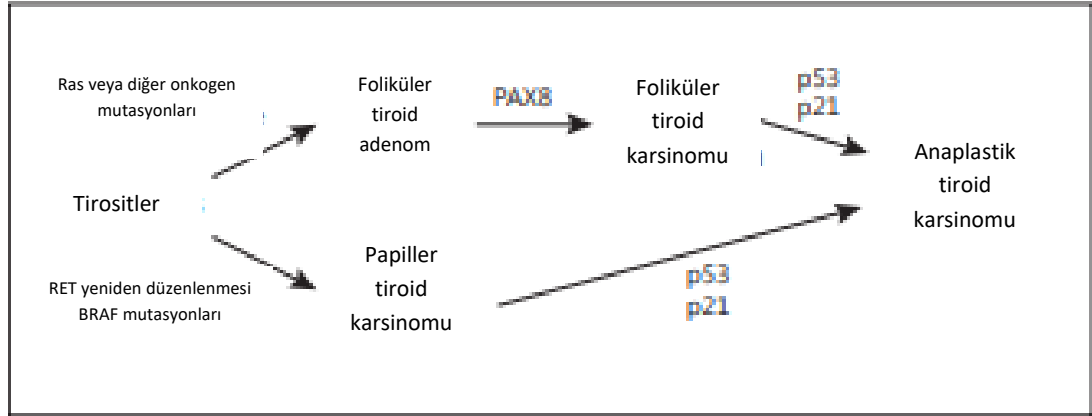 Ras veya diğer onkogen
mutasyonları
Foliküler
tiroid
adenom
PAX8
Foliküler
tiroid
karsinomu
p53
p21
Anaplastik
tiroid
karsinomu
Tirositler
RET yeniden düzenlenmesi
BRAF mutasyonları
Papiller
tiroid
karsinomu
p53
p21